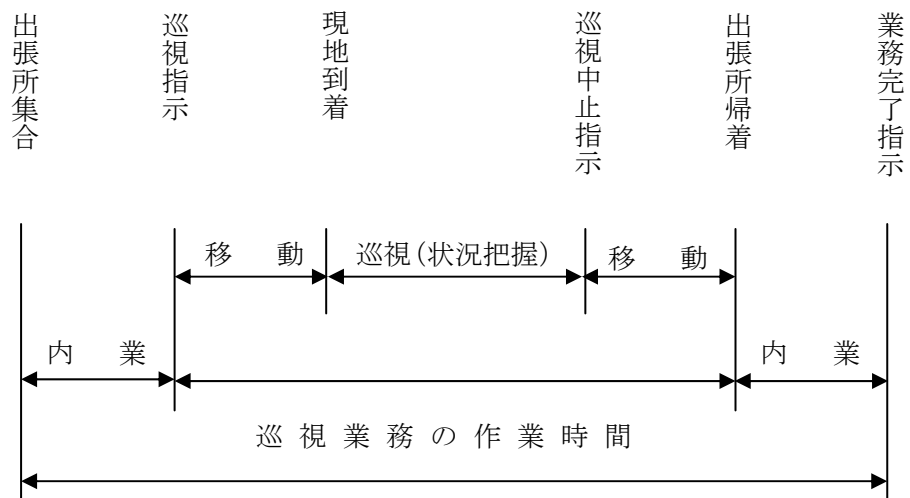 出張所集合
巡視指示
現地到着
巡視中止指示
出張所帰着
業務完了指示
移動
巡視(状況把握)
移動
内業
内業
巡視業務の作業時間